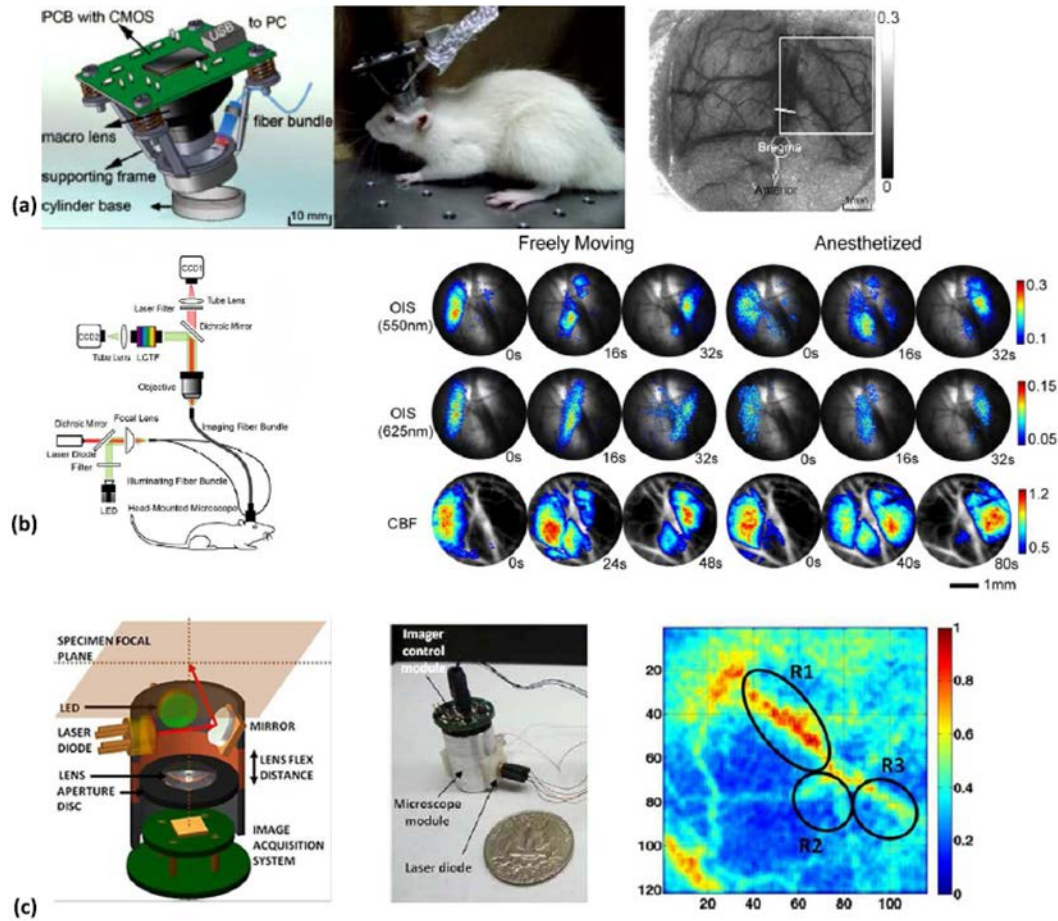 PCB with CMOS
USB
to PC
macro lens
fiber bundle
supporting frame
cylinder base
10 mm
(a)
0.3
Bregma
Anterior
1mm
0
(b)
CCD1
Tube Lens
Laser Filter
Dichroic Mirror
CCD2
Tube Lens
LCTF
Objective
Imaging Fiber Bundle
Dichroic Mirror
Focal Lens
Laser Diode
Filter
Illuminating Fiber Bundle
LED
Head-Mounted Microscope
Freely Moving
Anesthetized
OIS
(550nm)
0s
16s
32s
0s
16s
32s
0.3
0.1
OIS
(625nm)
0s
16s
32s
0s
16s
32s
0.15
0.05
CBF
0s
24s
48s
0s
40s
80s
1.2
0.5
1mm
SPECIMEN FOCAL
PLANE
LED
LASER
DIODE
MIRROR
LENS FLEX
DISTANCE
LENS
APERTURE
DISC
IMAGE
ACQUISITION
SYSTEM
(c)
Imager
control
module
Microscope
module
Laser diode
R1
R2
R3
20
40
60
80
100
120
20
40
60
80
100
1
0.8
0.6
0.4
0.2
0